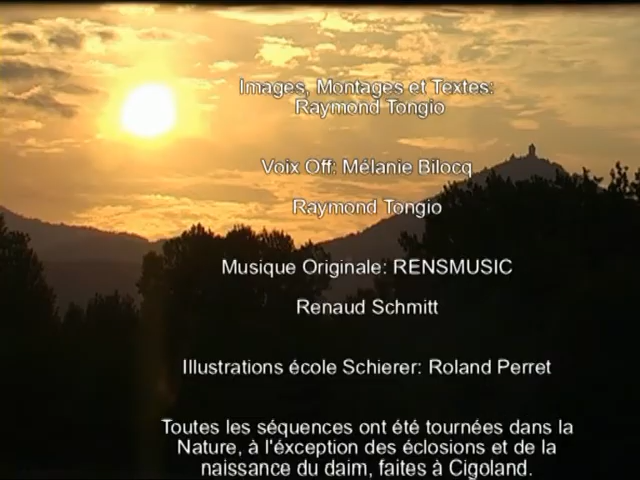 Images, Montages et Textes:
Raymond Tongio
Voix Off: Mélanie Bilocq
Raymond Tongio
Musique Originale: RENSMUSIC
Renaud Schmitt
Illustrations école Schierer: Roland Perret
Toutes les séquences ont été tournées dans la
Nature, à l'éxception des éclosions et de la
naissance du daim, faites à Cigoland.